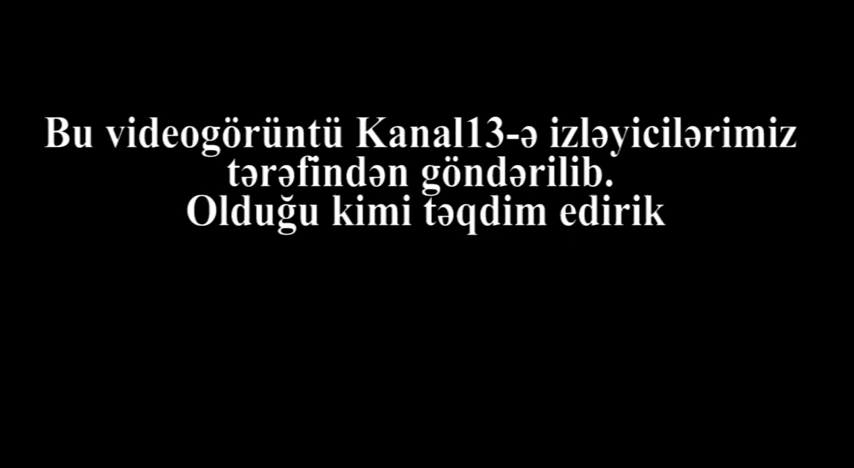 Bu videogörüntü Kanal13-ə izləyicilərimiz
tərəfindən göndərilib.
Olduğu kimi təqdim edirik